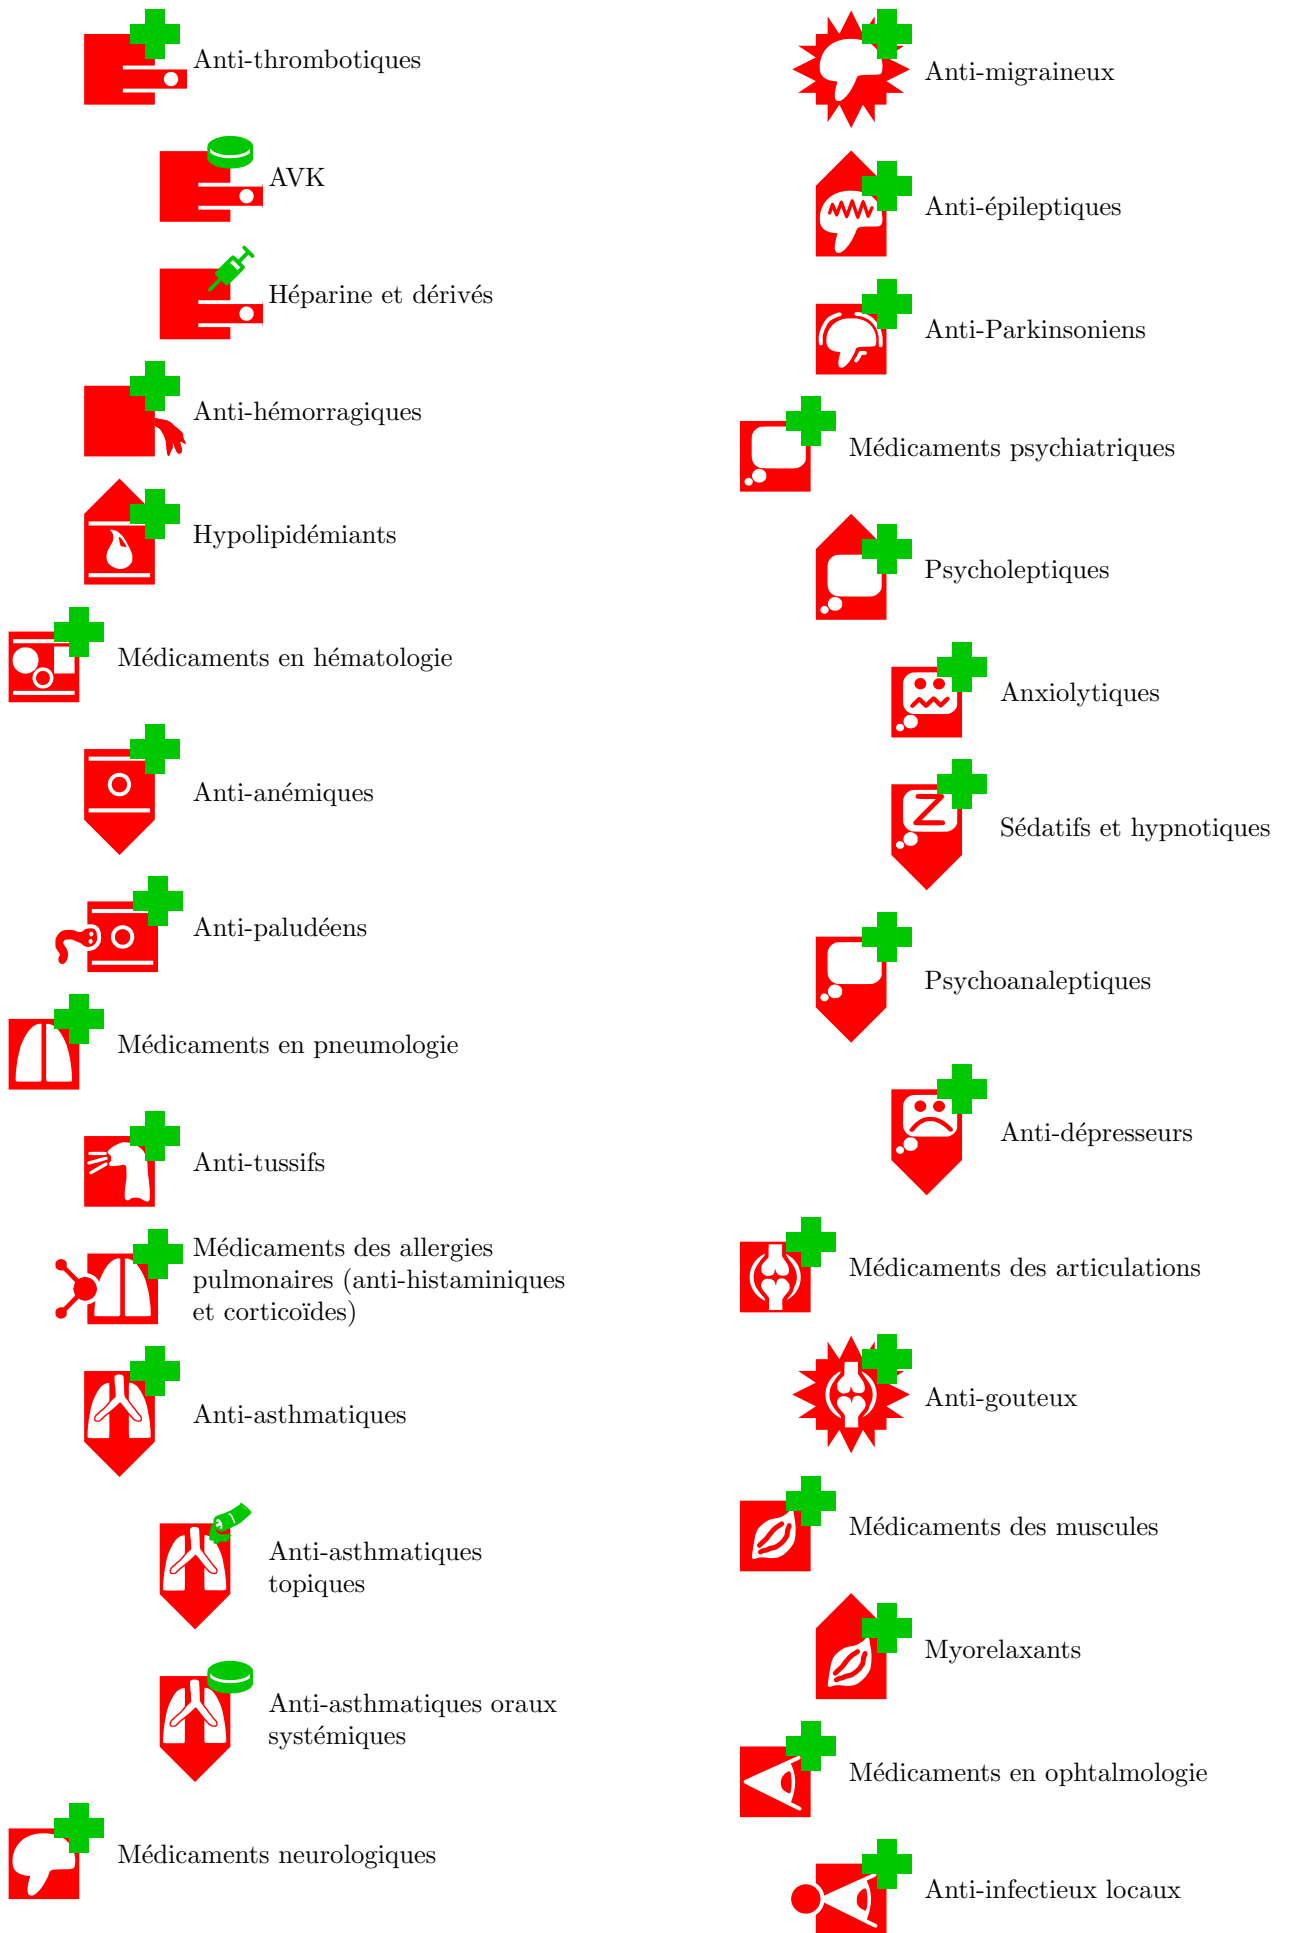 Anti-thrombotiques
AVK
Héparine et dérivés
Anti-hémorragiques
Hypolipidémiants
Médicaments en hématologie
Anti-anémiques
Anti-paludéens
Médicaments en pneumologie
Anti-tussifs
Médicaments des allergies
pulmonaires (anti-histaminiques
et corticoïdes)
Anti-asthmatiques
Anti-asthmatiques
topiques
Anti-asthmatiques oraux
systémiques
Médicaments neurologiques
Anti-migraineux
Anti-épileptiques
Anti-Parkinsoniens
Médicaments psychiatriques
Psycholeptiques
Anxiolytiques
Z
Sédatifs et hypnotiques
Psychoanaleptiques
Anti-dépresseurs
Médicaments des articulations
Anti-gouteux
Médicaments des muscules
Myorelaxants
Médicaments en ophtalmologie
Anti-infectieux locaux